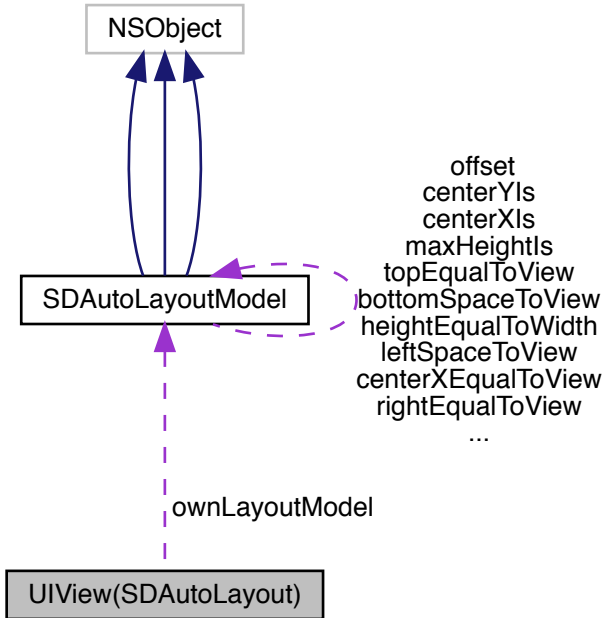 NSObject
offset
centerYIs
centerXIs
maxHeightIs
topEqualToView
bottomSpaceToView
heightEqualToWidth
leftSpaceToView
centerXEqualToView
rightEqualToView
...
SDAutoLayoutModel
ownLayoutModel
UIView(SDAutoLayout)